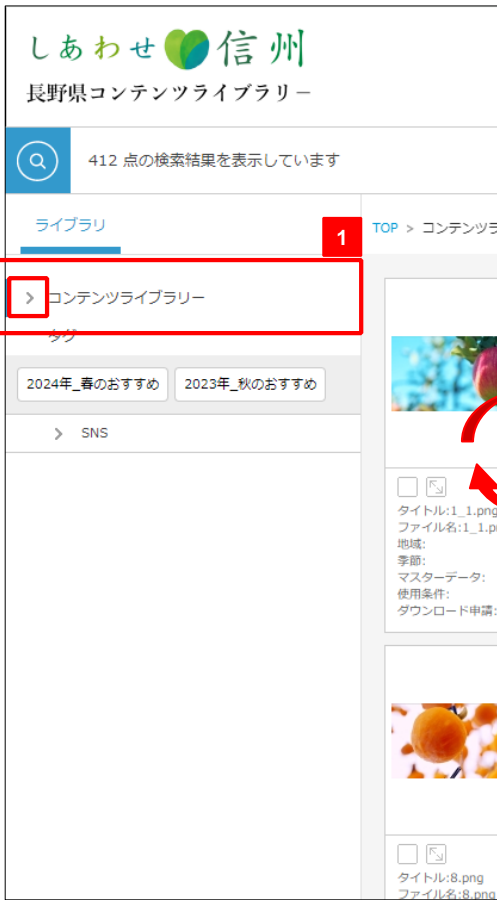 しあわせ信州
長野県コンテンツライブラリー
412 点の検索結果を表示しています
ライブラリ
1
TOP > コンテンツラ
コンテンツライブラリー
タグ
2024年_春のおすすめ
2023年_秋のおすすめ
SNS
タイトル:1_1.png
ファイル名:1_1.p
地域:
季節:
マスターデータ:
使用条件:
ダウンロード申請:
タイトル:8.png
ファイル名:8.png